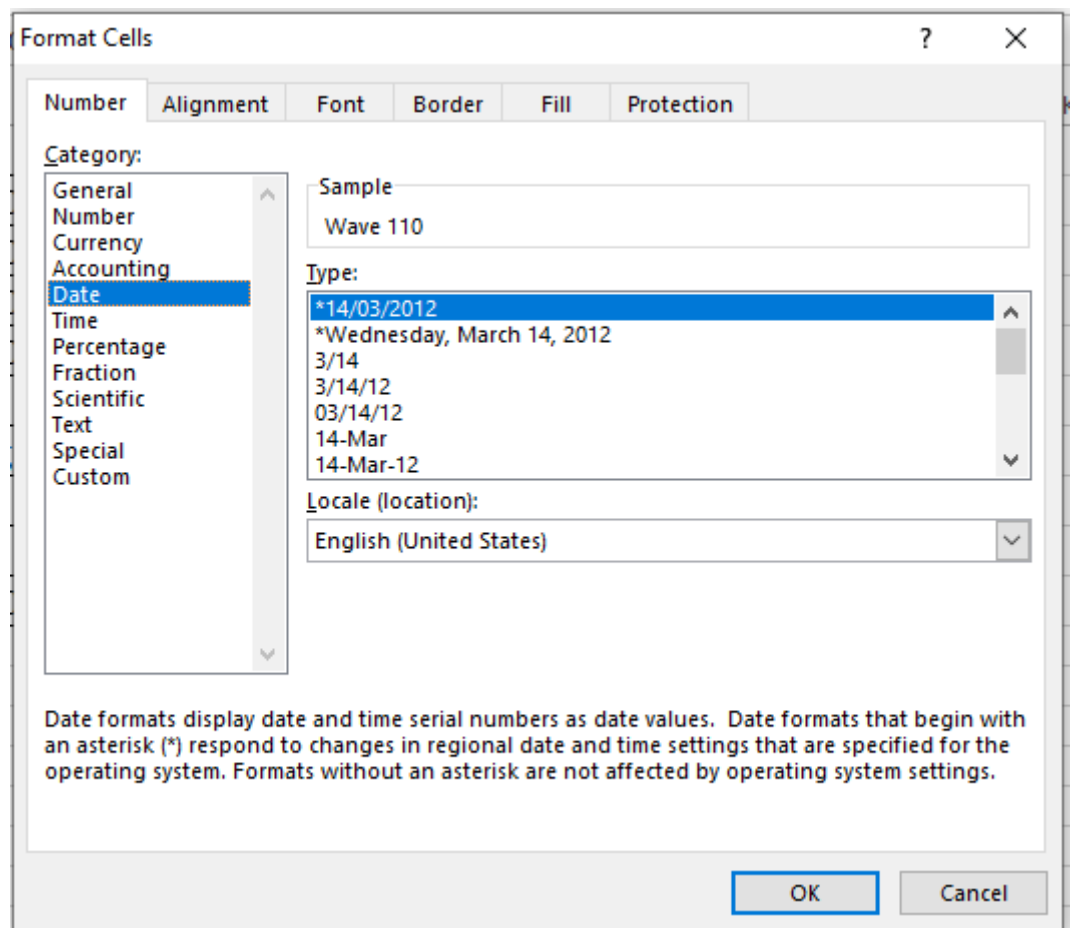 Format Cells ?
Number Alignment Font Border Fill Protection
Category:
General
Number
Currency
Accounting
Date
Time
Percentage
Fraction
Scientific
Text
Special
Custom
Sample
Wave 110
Type:
*14/03/2012
*Wednesday, March 14, 2012
3/14
3/14/12
03/14/12
14-Mar
14-Mar-12
Locale (location):
English (United States)
Date formats display date and time serial numbers as date values.  Date formats that begin with
an asterisk (*) respond to changes in regional date and time settings that are specified for the
operating system. Formats without an asterisk are not affected by operating system settings.
OK Cancel